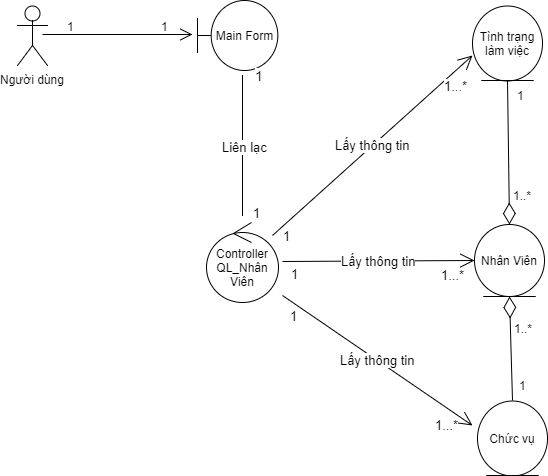 Tình trạng
làm việc
1
1
Main Form
Người dùng
1
1...*
1
Lấy thông tin
Liên lạc
1..*
1
1
Controller
QL_Nhân
Viên
Lấy thông tin
Nhân Viên
1
1...*
1
1..*
Lấy thông tin
1
1...*
Chức vụ